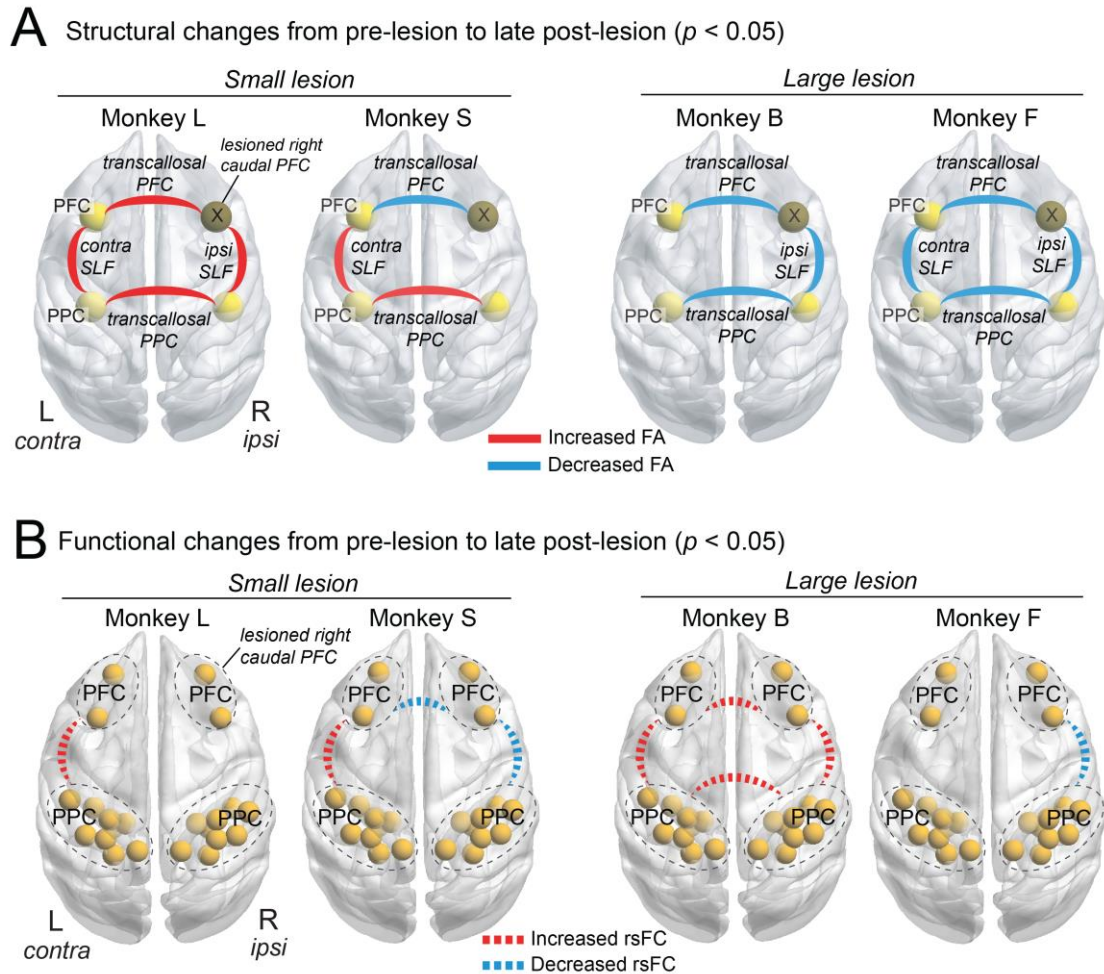 A Structural changes from pre-lesion to late post-lesion (p < 0.05)
Small lesion
Large lesion
Monkey L
Monkey S
Monkey B
Monkey F
lesioned right
caudal PFC
transcallosal
PFC
PFC
X
contra
SLF
ipsi
SLF
PPC
transcallosal
PPC
transcallosal
PFC
PFC
X
contra
SLF
PPC
transcallosal
PPC
transcallosal
PFC
PFC
X
ipsi
SLF
PPC
transcallosal
PPC
transcallosal
PFC
PFC
X
contra
SLF
ipsi
SLF
PPC
transcallosal
PPC
L
contra
R
ipsi
Increased FA
Decreased FA
B Functional changes from pre-lesion to late post-lesion (p < 0.05)
Small lesion
Large lesion
Monkey L
Monkey S
Monkey B
Monkey F
lesioned right
caudal PFC
PFC
PFC
PPC
PPC
PFC
PFC
PPC
PPC
PFC
PFC
PPC
PPC
PFC
PFC
PPC
PPC
L
contra
R
ipsi
Increased rsFC
Decreased rsFC